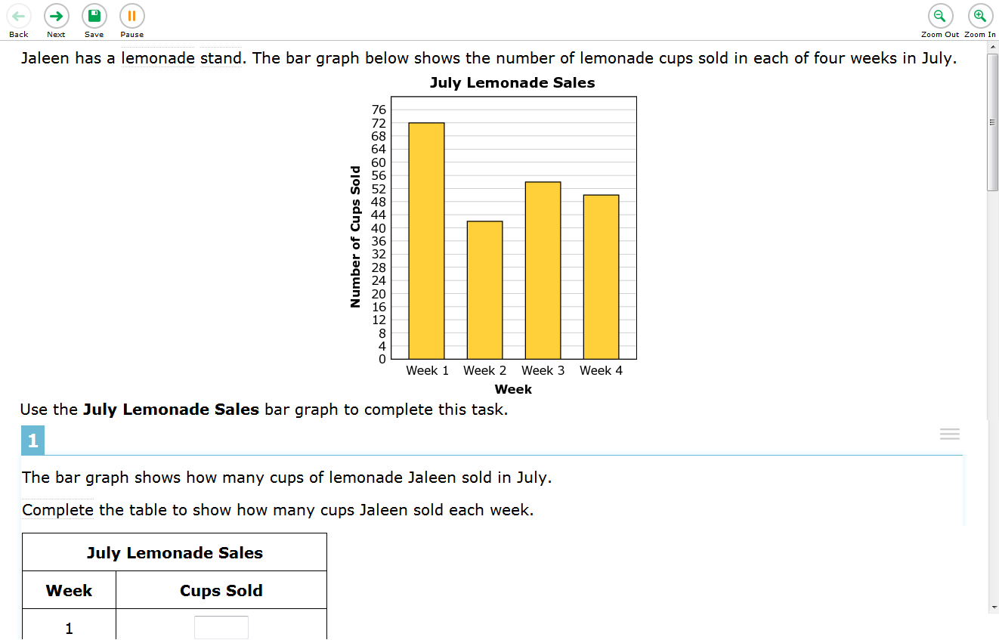 Back Next Save Pause Zoom Out Zoom In
Jaleen has a lemonade stand. The bar graph below shows the number of lemonade cups sold in each of four weeks in July.
July Lemonade Sales
Number of Cups Sold
76
72
68
64
60
56
52
48
44
40
36
32
28
24
20
16
12
8
4
0
Week 1 Week 2 Week 3 Week 4
Week
Use the July Lemonade Sales bar graph to complete this task.
1
The bar graph shows how many cups of lemonade Jaleen sold in July.
Complete the table to show how many cups Jaleen sold each week.
July Lemonade Sales
Week Cups Sold
1